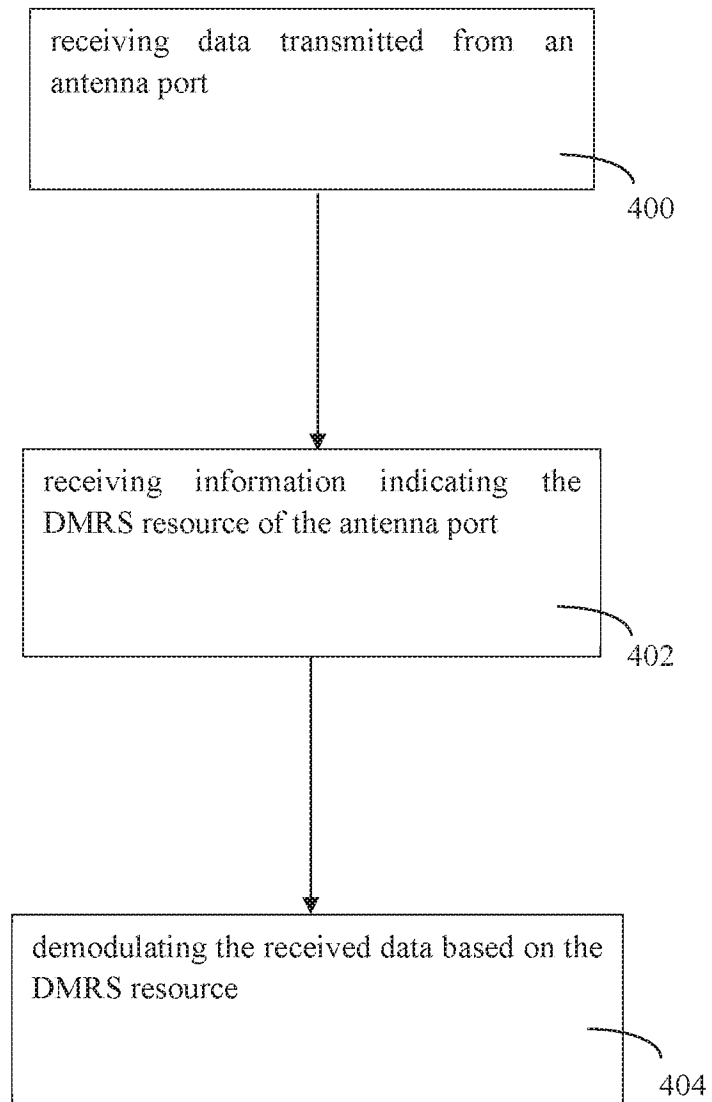 receiving data transmitted from an
antenna port
400
receiving information indicating the
DMRS resource of the antenna port
402
demodulating the received data based on the
DMRS resource
404